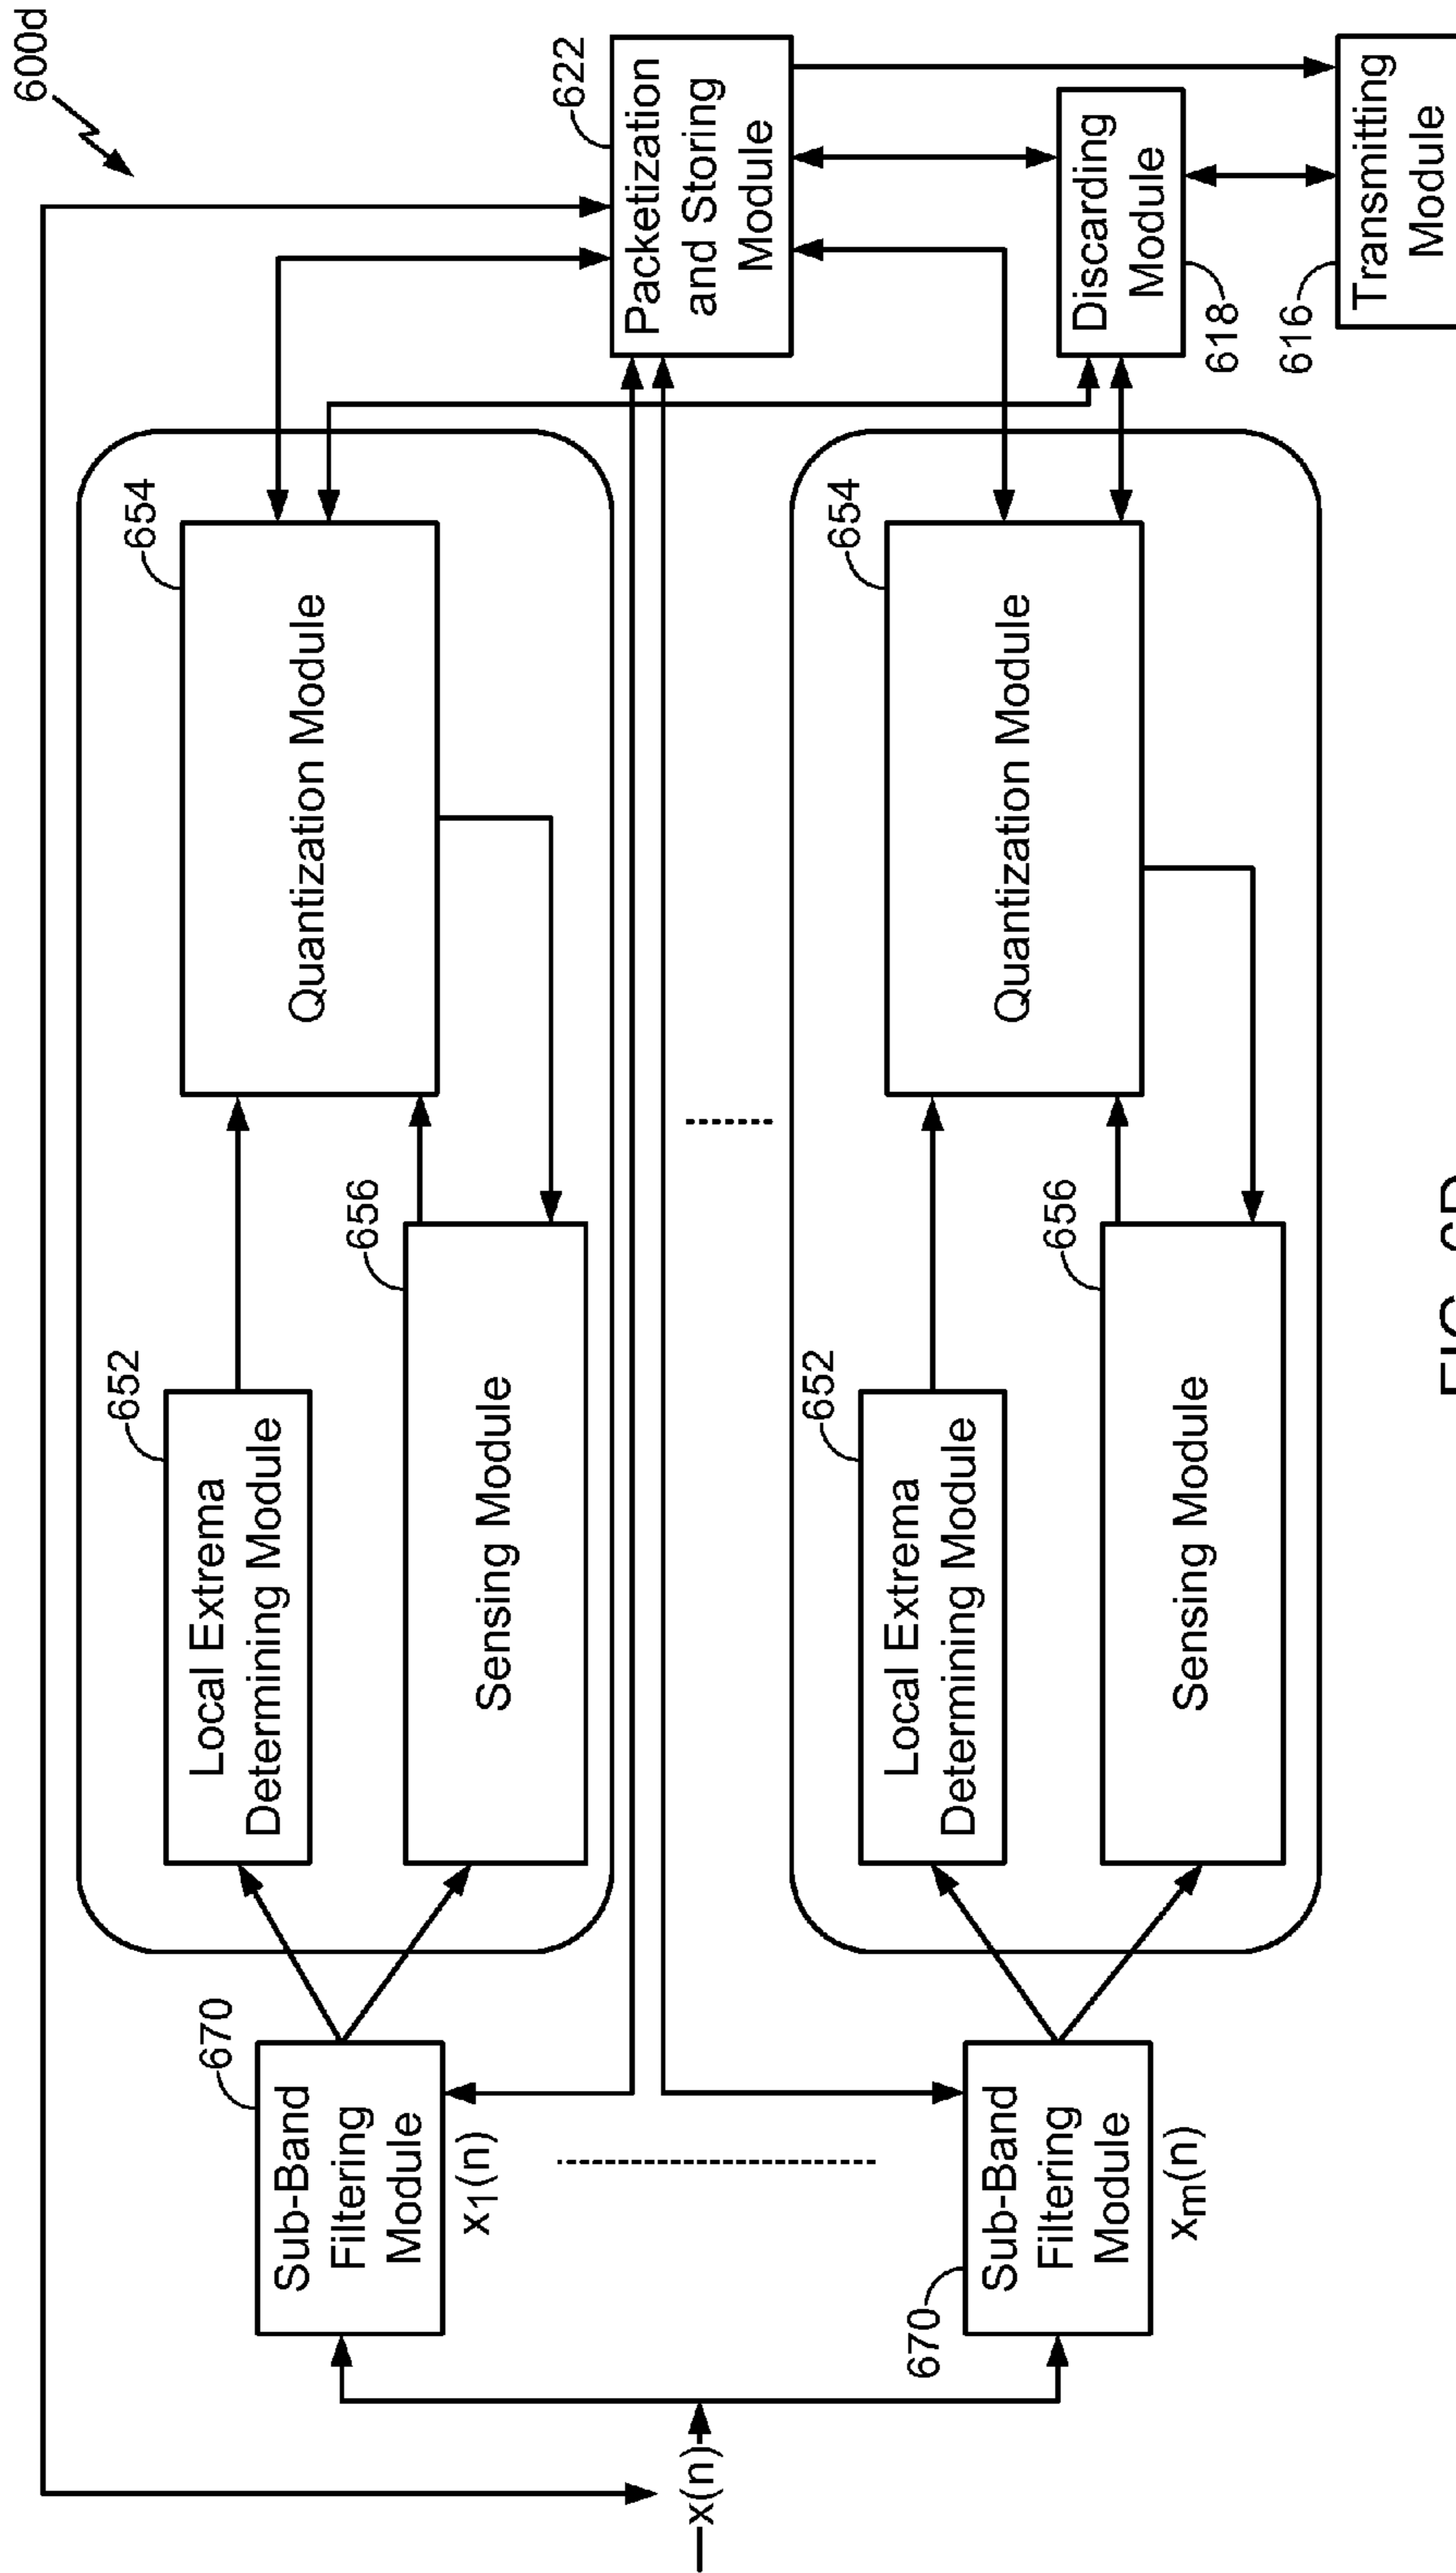 600d
670
Sub-Band
Filtering
Module
x1(n)
652
Local Extrema
Determining Module
656
Sensing Module
654
Quantization Module
622
Packetization
and Storing
Module
x(n)
670
Sub-Band
Filtering
Module
xm(n)
652
Local Extrema
Determining Module
656
Sensing Module
654
Quantization Module
Discarding
Module
618
616
Transmitting
Module